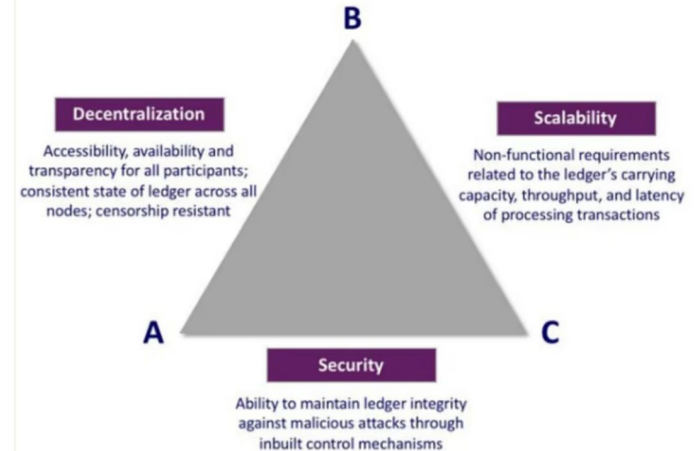 B
Decentralization
Accessibility, availability and
transparency for all participants;
consistent state of ledger across all
nodes; censorship resistant
Scalability
Non-functional requirements
related to the ledger's carrying
capacity, throughput, and latency
of processing transactions
A
C
Security
Ability to maintain ledger integrity
against malicious attacks through
inbuilt control mechanisms